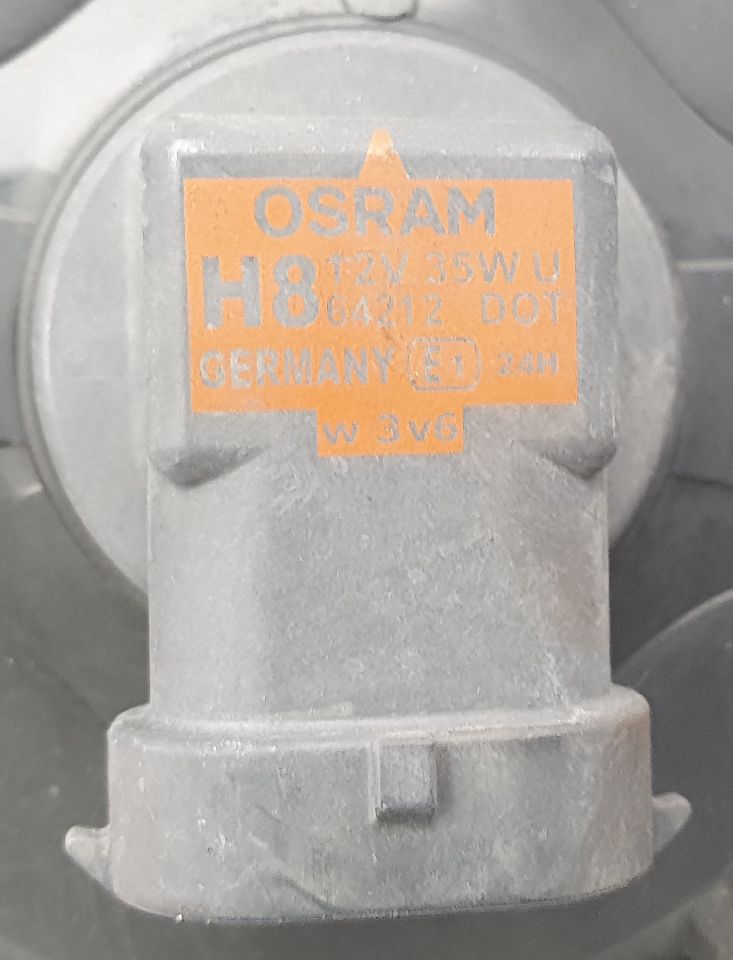 OSRAM
H8 12V 35W U
64212 DOT
GERMANY E1 24H
w 3v6